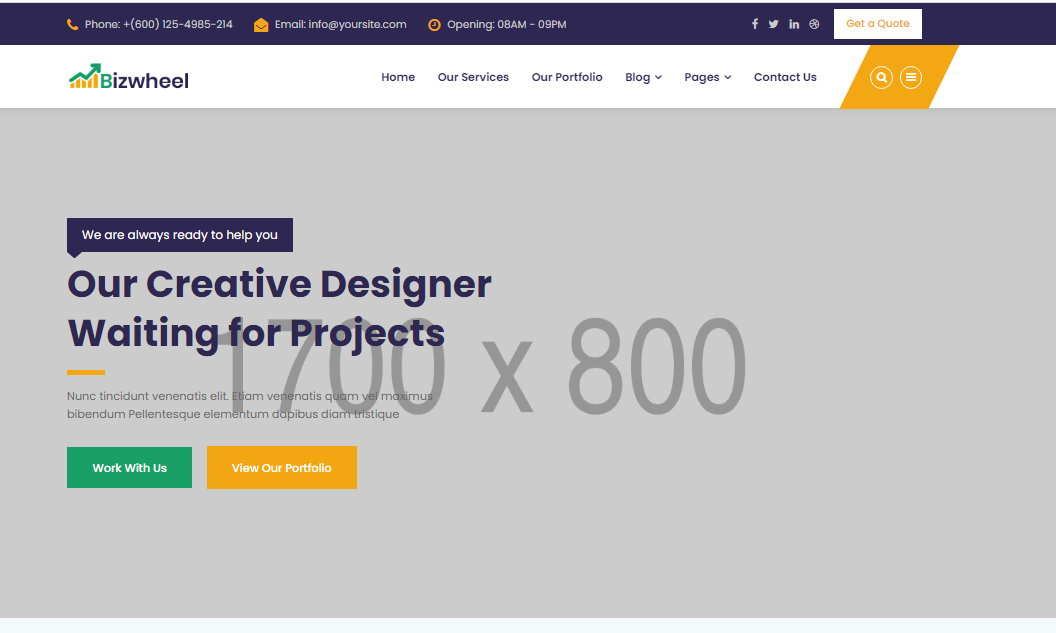 Phone: +(600) 125-4985-214 Email: info@yoursite.com Opening: 08AM - 09PM Get a Quote
Bizwheel Home Our Services Our Portfolio Blog Pages Contact Us
We are always ready to help you
Our Creative Designer
Waiting for Projects
1700 x 800
Nunc tincidunt venenatis elit. Etiam venenatis quam vel maximus
bibendum Pellentesque elementum dapibus diam tristique
Work With Us View Our Portfolio